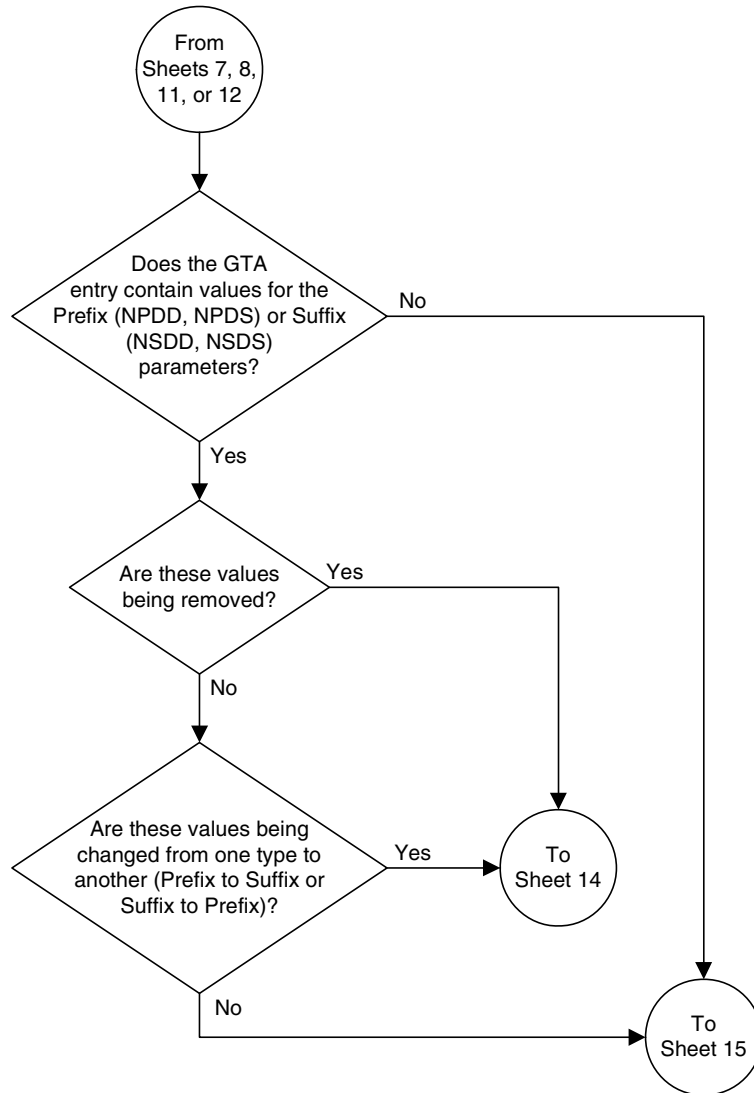 From
Sheets 7, 8,
11, or 12
Does the GTA
entry contain values for the
Prefix (NPDD, NPDS) or Suffix
(NSDD, NSDS)
parameters?
No
Yes
Are these values
being removed?
Yes
No
Are these values being
changed from one type to
another (Prefix to Suffix or
Suffix to Prefix)?
Yes
To
Sheet 14
No
To
Sheet 15